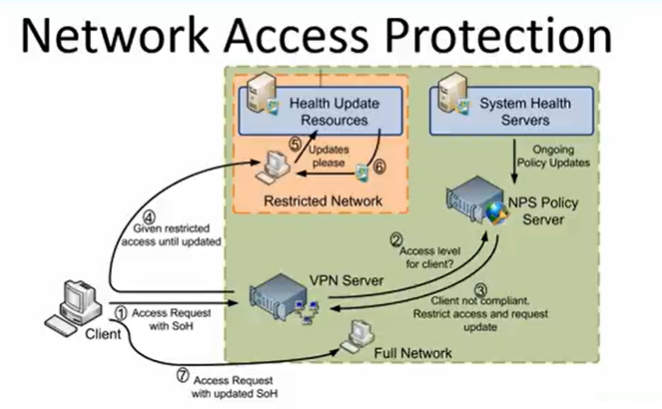 Network Access Protection
Health Update
Resources
System Health
Servers
⑤
Updates
please
⑥
Restricted Network
Ongoing
Policy Updates
NPS Policy
Server
④
Given restricted
access until updated
②
Access level
for client?
VPN Server
③
Client not compliant.
Restrict access and request
update
① Access Request
with SoH
Client
Full Network
⑦ Access Request
with updated SoH